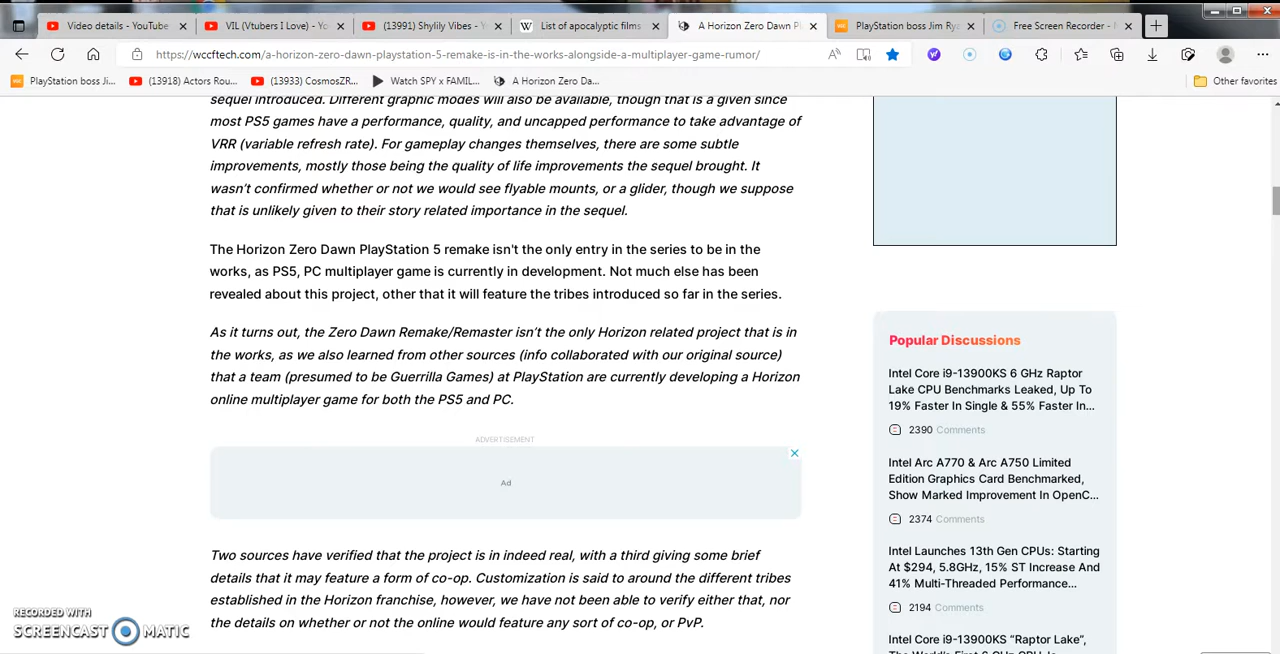 Video details - YouTube
VIL (Vtubers I Love) - Yo
(13991) Shylily Vibes - Y
List of apocalyptic films
A Horizon Zero Dawn Pl
PlayStation boss Jim Rya
Free Screen Recorder -
https://wccftech.com/a-horizon-zero-dawn-playstation-5-remake-is-in-the-works-alongside-a-multiplayer-game-rumor/
PlayStation boss Ji...
(13918) Actors Rou...
(13933) CosmosZR...
Watch SPY x FAMIL...
A Horizon Zero Da...
Other favorites
sequel introduced. Different graphic modes will also be available, though that is a given since
most PS5 games have a performance, quality, and uncapped performance to take advantage of
VRR (variable refresh rate). For gameplay changes themselves, there are some subtle
improvements, mostly those being the quality of life improvements the sequel brought. It
wasn't confirmed whether or not we would see flyable mounts, or a glider, though we suppose
that is unlikely given to their story related importance in the sequel.
The Horizon Zero Dawn PlayStation 5 remake isn't the only entry in the series to be in the
works, as PS5, PC multiplayer game is currently in development. Not much else has been
revealed about this project, other that it will feature the tribes introduced so far in the series.
As it turns out, the Zero Dawn Remake/Remaster isn't the only Horizon related project that is in
the works, as we also learned from other sources (info collaborated with our original source)
that a team (presumed to be Guerrilla Games) at PlayStation are currently developing a Horizon
online multiplayer game for both the PS5 and PC.
ADVERTISEMENT
Ad
Two sources have verified that the project is in indeed real, with a third giving some brief
details that it may feature a form of co-op. Customization is said to around the different tribes
established in the Horizon franchise, however, we have not been able to verify either that, nor
the details on whether or not the online would feature any sort of co-op, or PvP.
Popular Discussions
Intel Core i9-13900KS 6 GHz Raptor
Lake CPU Benchmarks Leaked, Up To
19% Faster In Single & 55% Faster In...
2390 Comments
Intel Arc A770 & Arc A750 Limited
Edition Graphics Card Benchmarked,
Show Marked Improvement In OpenC...
2374 Comments
Intel Launches 13th Gen CPUs: Starting
At $294, 5.8GHz, 15% ST Increase And
41% Multi-Threaded Performance...
2194 Comments
Intel Core i9-13900KS "Raptor Lake",
RECORDED WITH
SCREENCAST MATIC